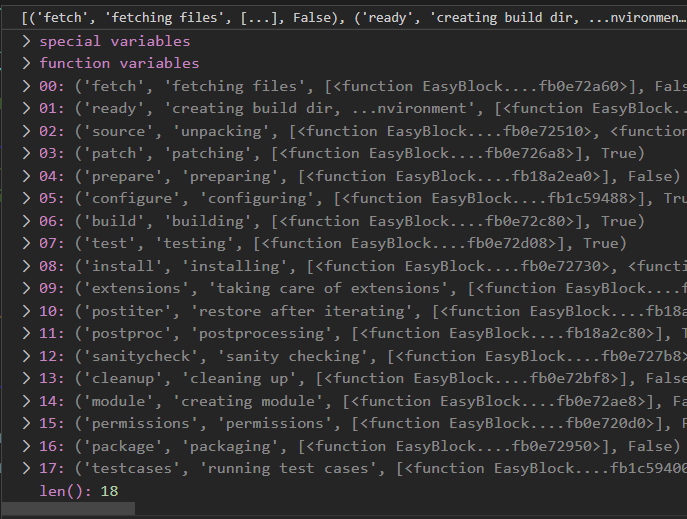 [('fetch', 'fetching files', [...], False), ('ready', 'creating build dir, ...nvironmen…
> special variables
> function variables
> 00: ('fetch', 'fetching files', [<function EasyBlock....fb0e72a60>], Fals
> 01: ('ready', 'creating build dir, ...nvironment', [<function EasyBlock..
> 02: ('source', 'unpacking', [<function EasyBlock....fb0e72510>, <function
> 03: ('patch', 'patching', [<function EasyBlock....fb0e726a8>], True)
> 04: ('prepare', 'preparing', [<function EasyBlock....fb18a2ea0>], False)
> 05: ('configure', 'configuring', [<function EasyBlock....fb1c59488>], Tru
> 06: ('build', 'building', [<function EasyBlock....fb0e72c80>], True)
> 07: ('test', 'testing', [<function EasyBlock....fb0e72d08>], True)
> 08: ('install', 'installing', [<function EasyBlock....fb0e72730>, <functi
> 09: ('extensions', 'taking care of extensions', [<function EasyBlock....f
> 10: ('postiter', 'restore after iterating', [<function EasyBlock....fb18a
> 11: ('postproc', 'postprocessing', [<function EasyBlock....fb18a2c80>], T
> 12: ('sanitycheck', 'sanity checking', [<function EasyBlock....fb0e727b8>
> 13: ('cleanup', 'cleaning up', [<function EasyBlock....fb0e72bf8>], False
> 14: ('module', 'creating module', [<function EasyBlock....fb0e72ae8>], Fa
> 15: ('permissions', 'permissions', [<function EasyBlock....fb0e720d0>], F
> 16: ('package', 'packaging', [<function EasyBlock....fb0e72950>], False)
> 17: ('testcases', 'running test cases', [<function EasyBlock....fb1c59400
len(): 18